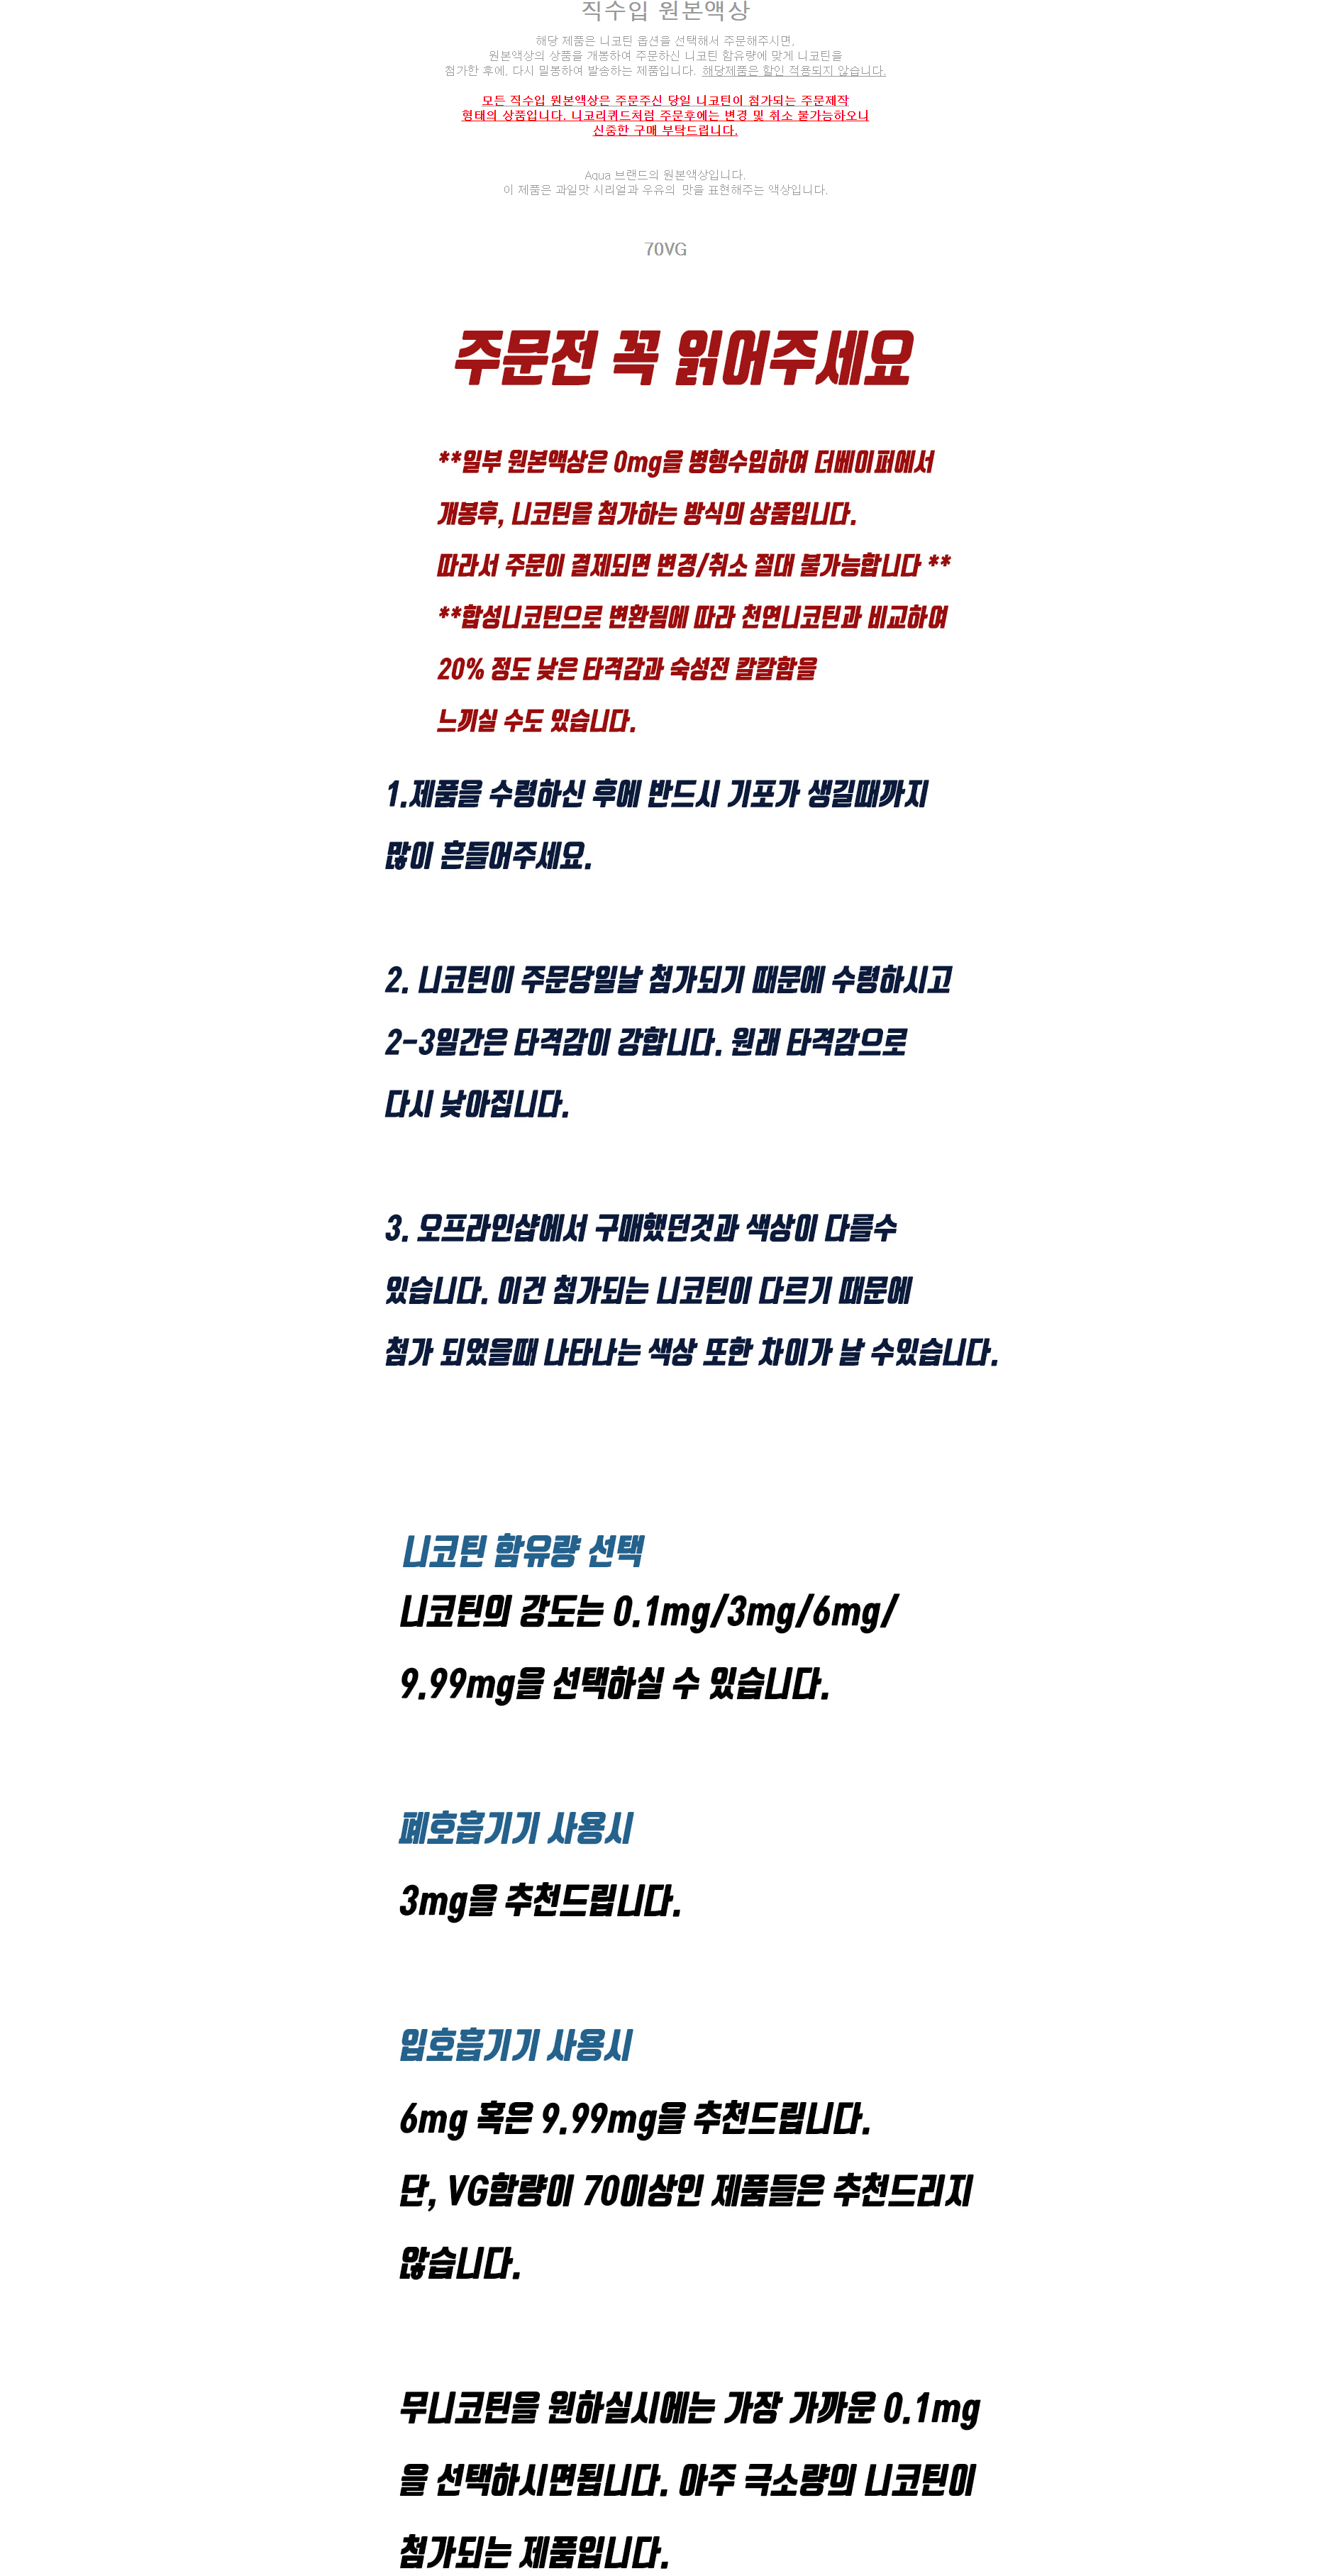 직수입 원본액상
해당 제품은 니코틴 옵션을 선택해서 주문해주시면,
원본액상의 상품을 개봉하여 주문하신 니코틴 함유량에 맞게 니코틴을
첨가한 후에, 다시 밀봉하여 발송하는 제품입니다. 해당제품은 할인 적용되지 않습니다.
모든 직수입 원본액상은 주문주신 당일 니코틴이 첨가되는 주문제작
형태의 상품입니다. 니코리퀴드처럼 주문후에는 변경 및 취소 불가능하오니
신중한 구매 부탁드립니다.
Aqua 브랜드의 원본액상입니다.
이 제품은 과일맛 시리얼과 우유의 맛을 표현해주는 액상입니다.
70VG
주문전 꼭 읽어주세요
**일부 원본액상은 0mg을 병행수입하여 더베이퍼에서
개봉후, 니코틴을 첨가하는 방식의 상품입니다.
따라서 주문이 결제되면 변경/취소 절대 불가능합니다 **
**합성니코틴으로 변환됨에 따라 천연니코틴과 비교하여
20% 정도 낮은 타격감과 숙성전 칼칼함을
느끼실 수도 있습니다.
1.제품을 수령하신 후에 반드시 기포가 생길때까지
많이 흔들어주세요.
2. 니코틴이 주문당일날 첨가되기 때문에 수령하시고
2-3일간은 타격감이 강합니다. 원래 타격감으로
다시 낮아집니다.
3. 오프라인샵에서 구매했던것과 색상이 다를수
있습니다. 이건 첨가되는 니코틴이 다르기 때문에
첨가 되었을때 나타나는 색상 또한 차이가 날 수있습니다.
니코틴 함유량 선택
니코틴의 강도는 0.1mg/3mg/6mg/
9.99mg을 선택하실 수 있습니다.
폐호흡기기 사용시
3mg을 추천드립니다.
입호흡기기 사용시
6mg 혹은 9.99mg을 추천드립니다.
단, VG함량이 70이상인 제품들은 추천드리지
않습니다.
무니코틴을 원하실시에는 가장 가까운 0.1mg
을 선택하시면됩니다. 아주 극소량의 니코틴이
첨가되는 제품입니다.